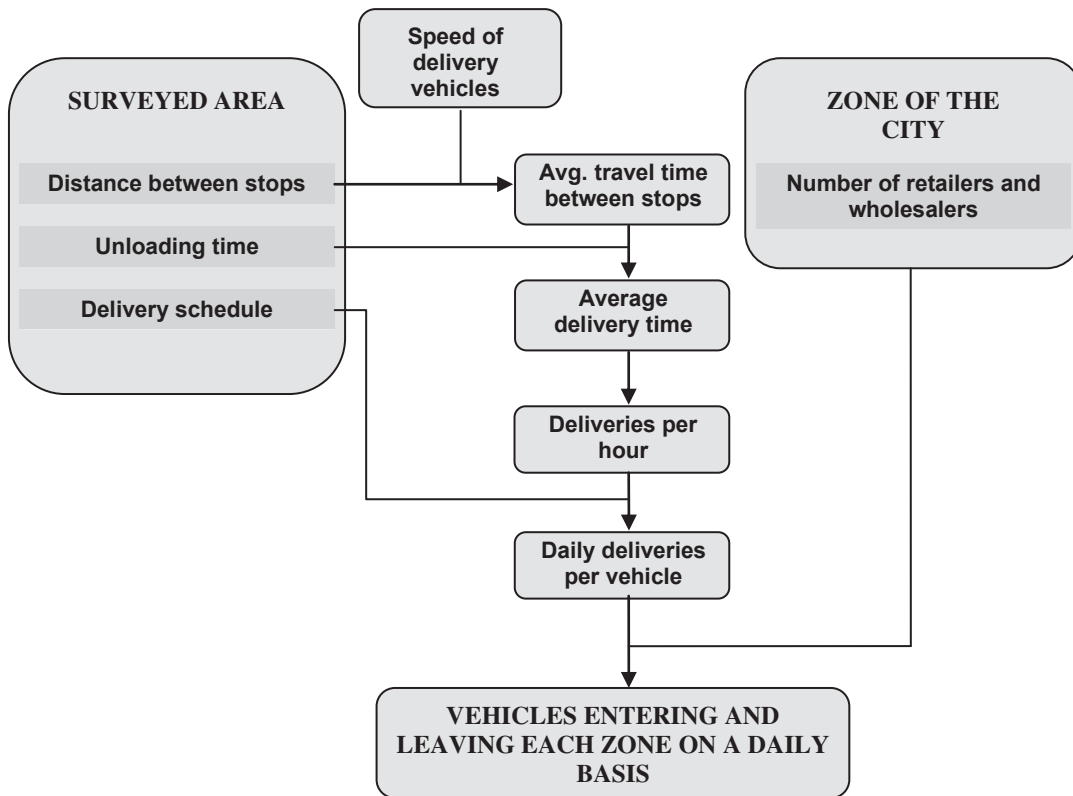 Speed of
delivery
vehicles
SURVEYED AREA
Distance between stops
Unloading time
Delivery schedule
ZONE OF THE
CITY
Number of retailers and
wholesalers
Avg. travel time
between stops
Average
delivery time
Deliveries per
hour
Daily deliveries
per vehicle
VEHICLES ENTERING AND
LEAVING EACH ZONE ON A DAILY
BASIS